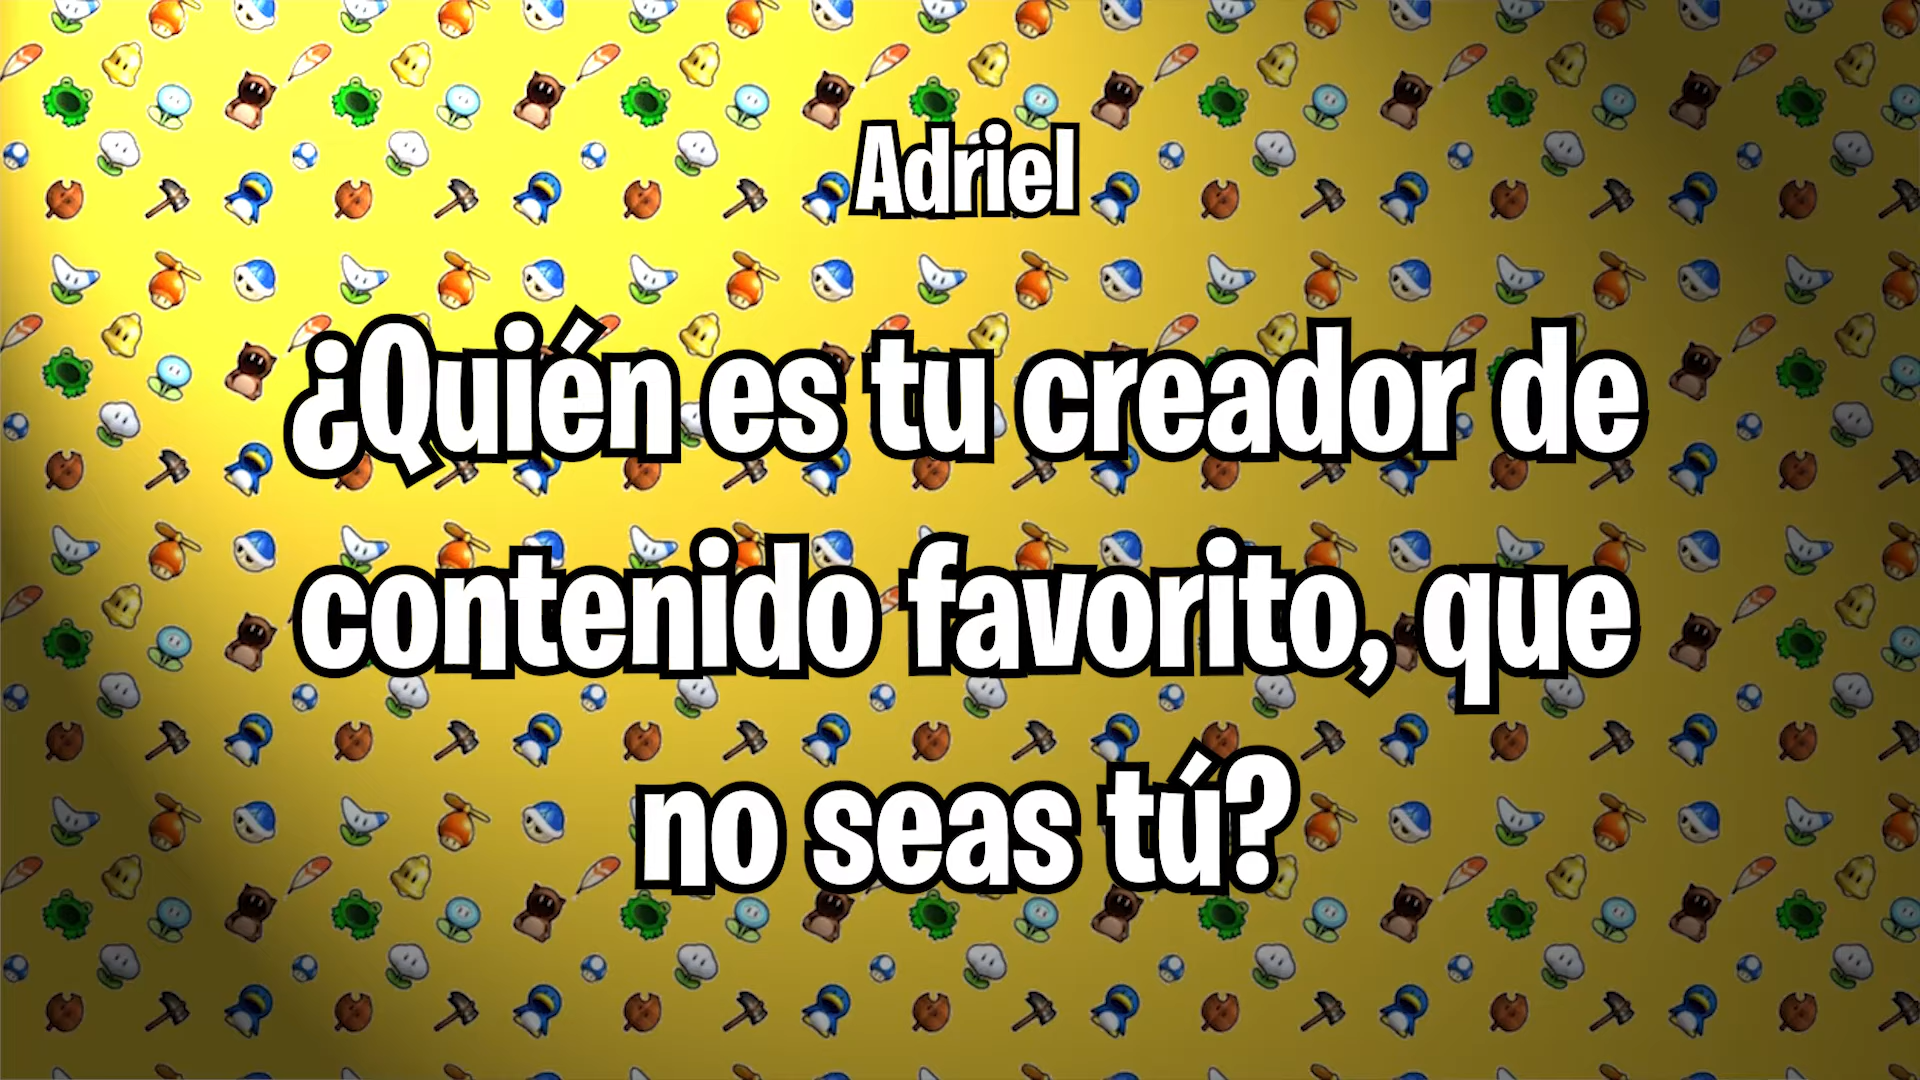 Adriel
¿Quién es tu creador de
contenido favorito, que
no seas tú?